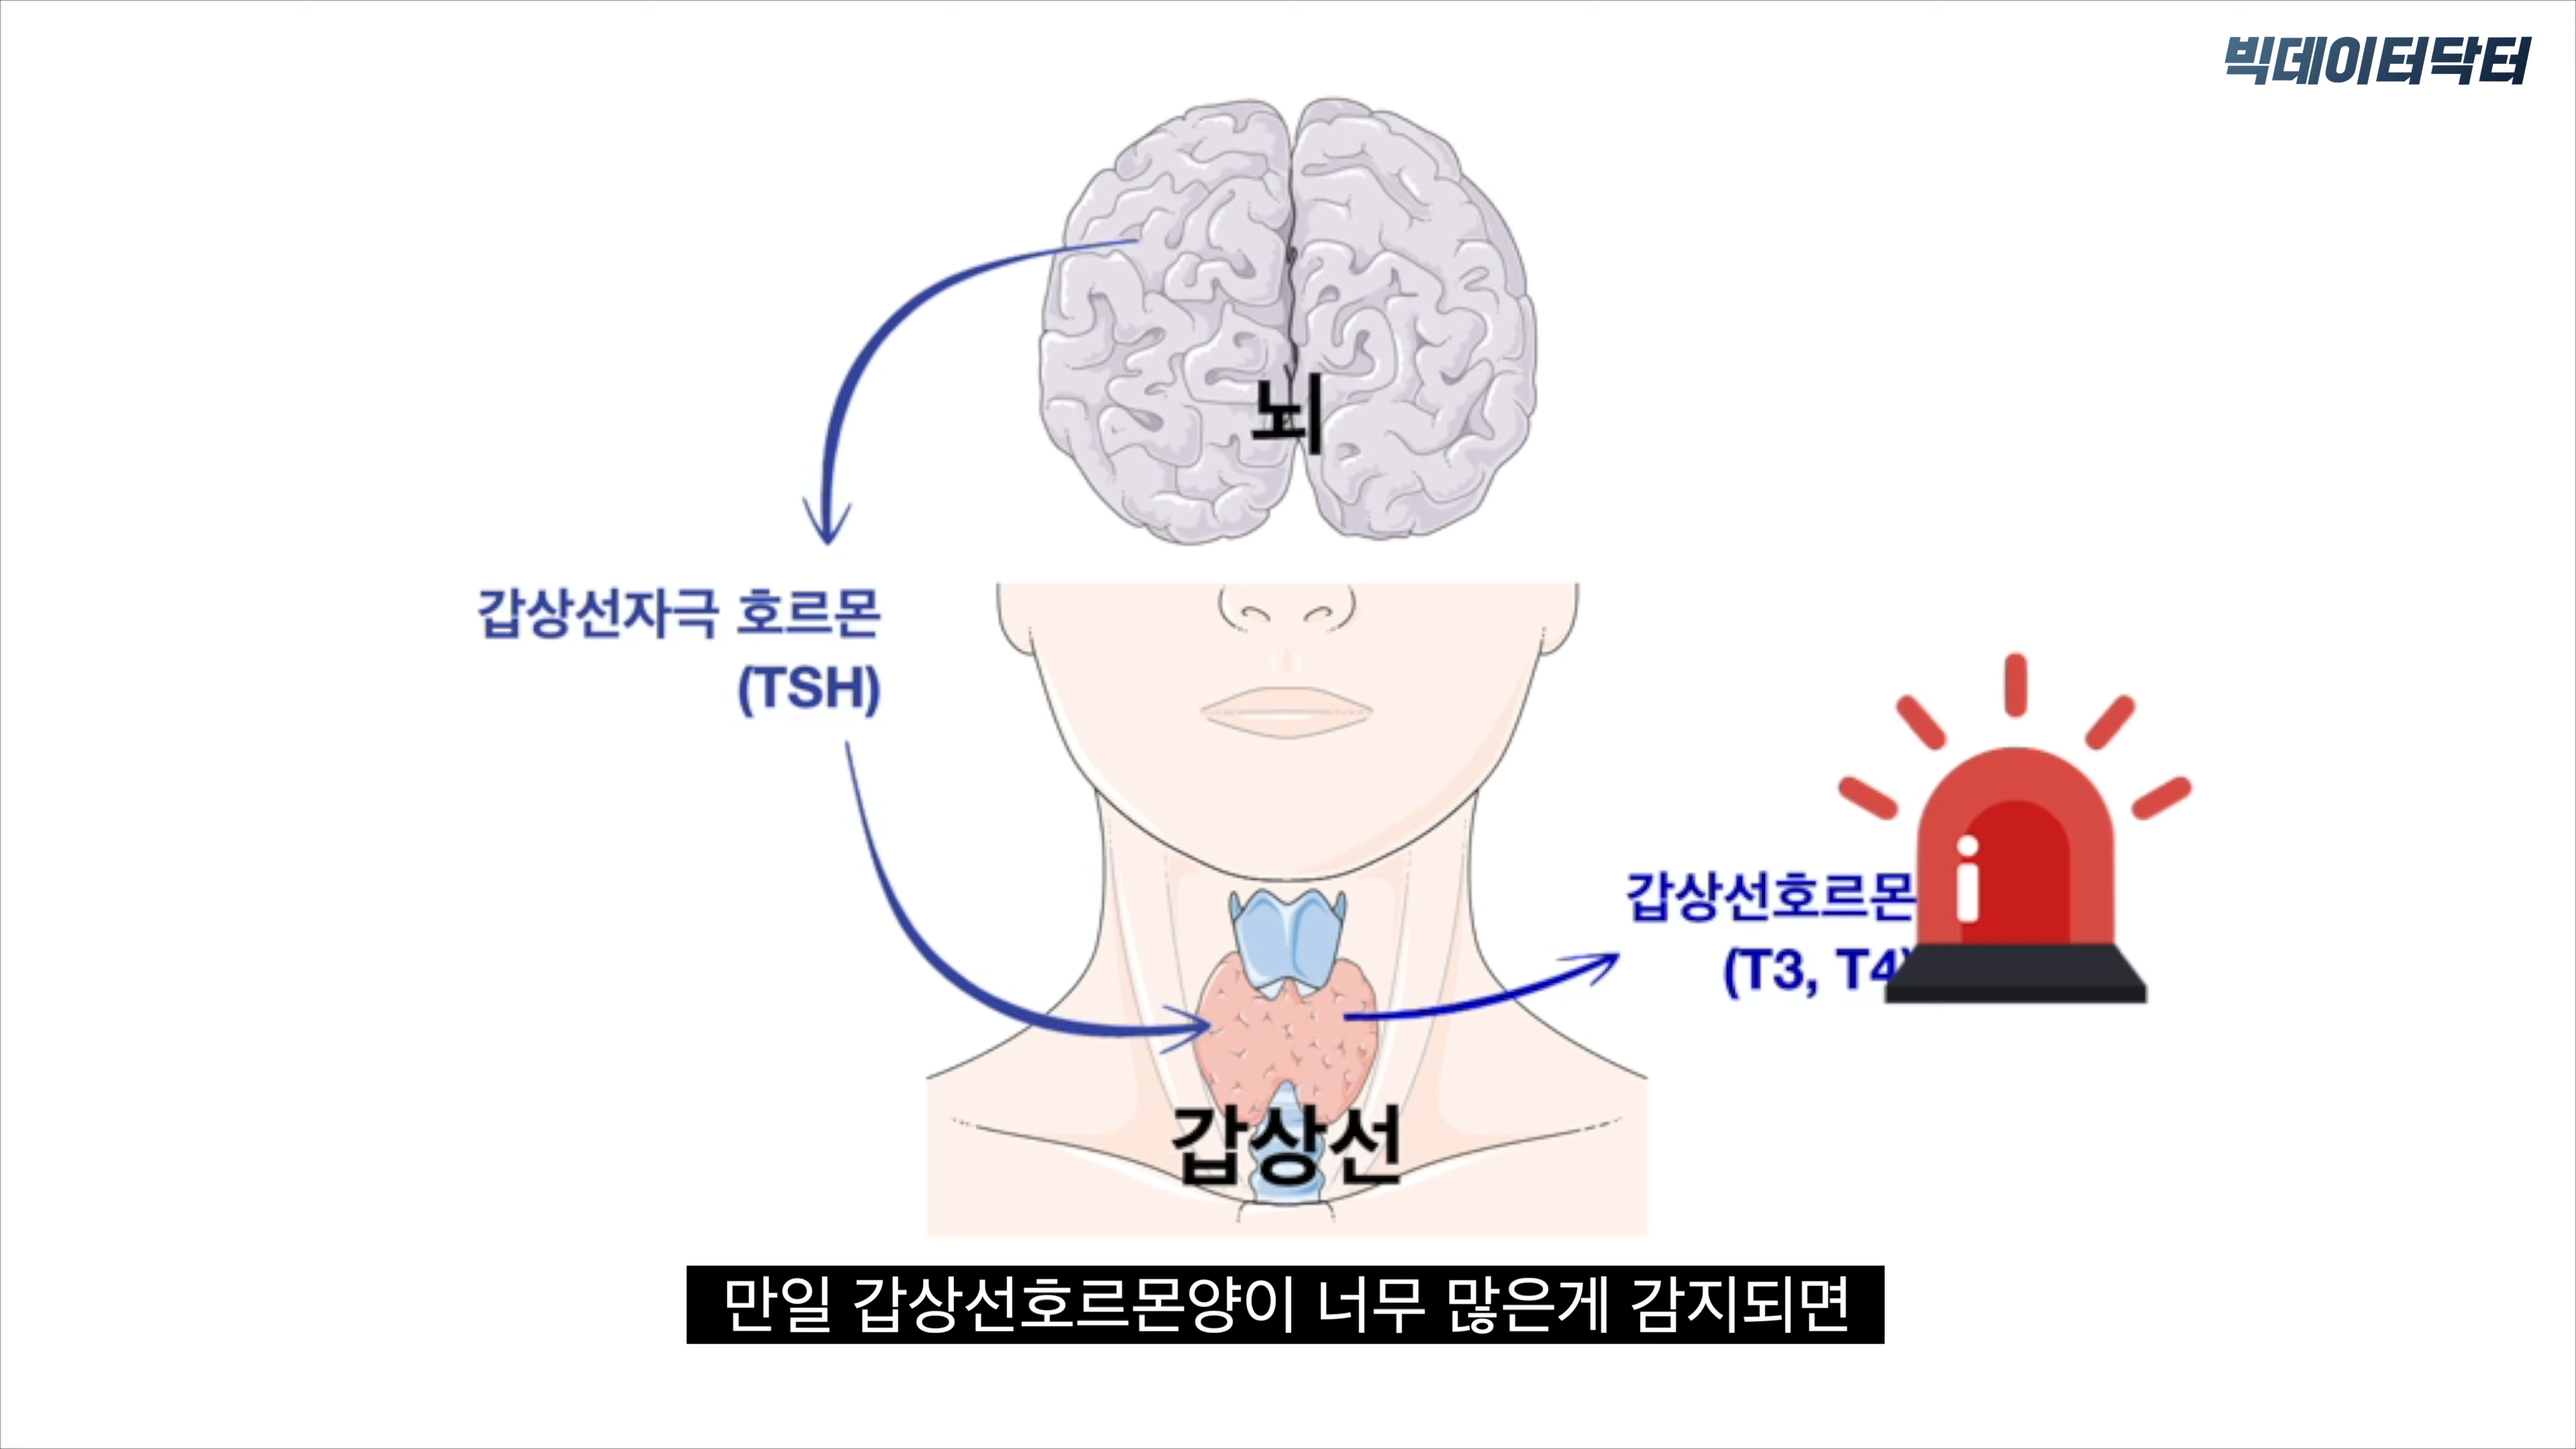 빅데이터닥터
뇌
갑상선자극 호르몬
(TSH)
갑상선호르몬
(T3, T4)
갑상선
만일 갑상선호르몬양이 너무 많은게 감지되면